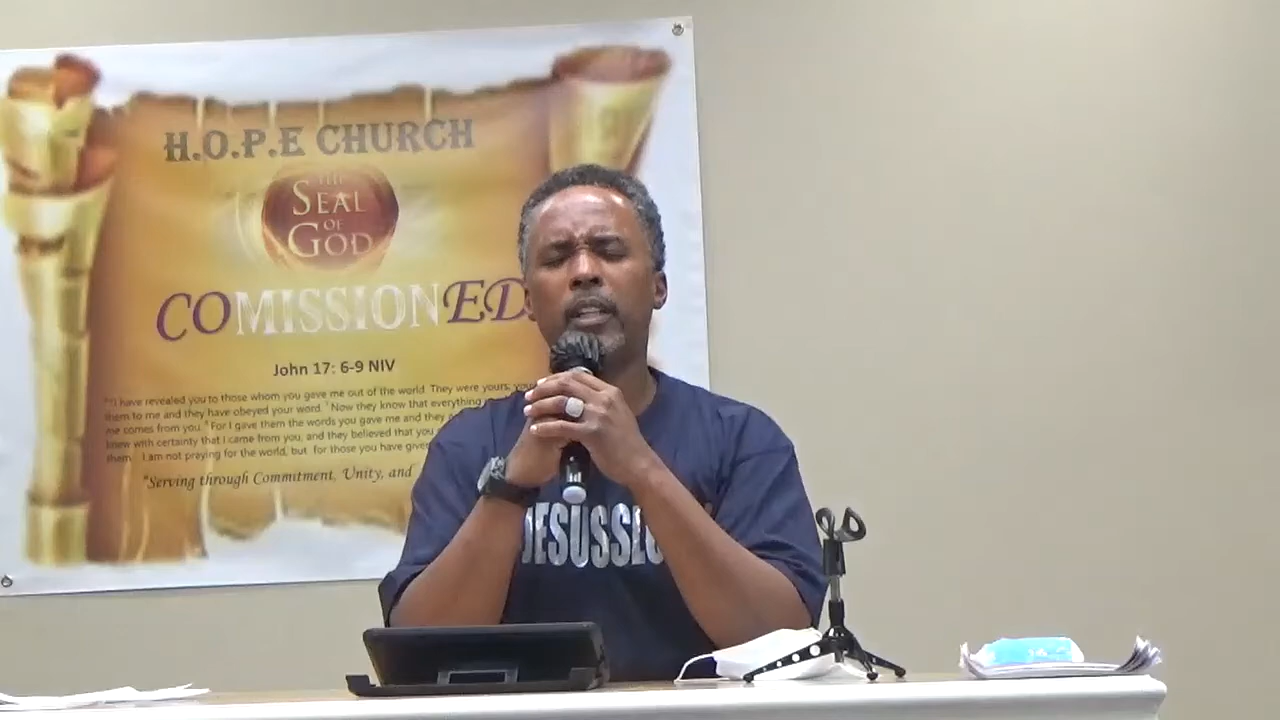 H.O.P.E CHURCH
THE
SEAL
OF
GOD
COMISSIONED
John 17: 6-9 NIV
"I have revealed you to those whom you gave me out of the world. They were yours; you
them to me and they have obeyed your word. Now they know that everything
me comes from you. For I gave them the words you gave me and they
knew with certainty that I came from you, and they believed that you
them. I am not praying for the world, but for those you have given
"Serving through Commitment, Unity, and
JESUSSL